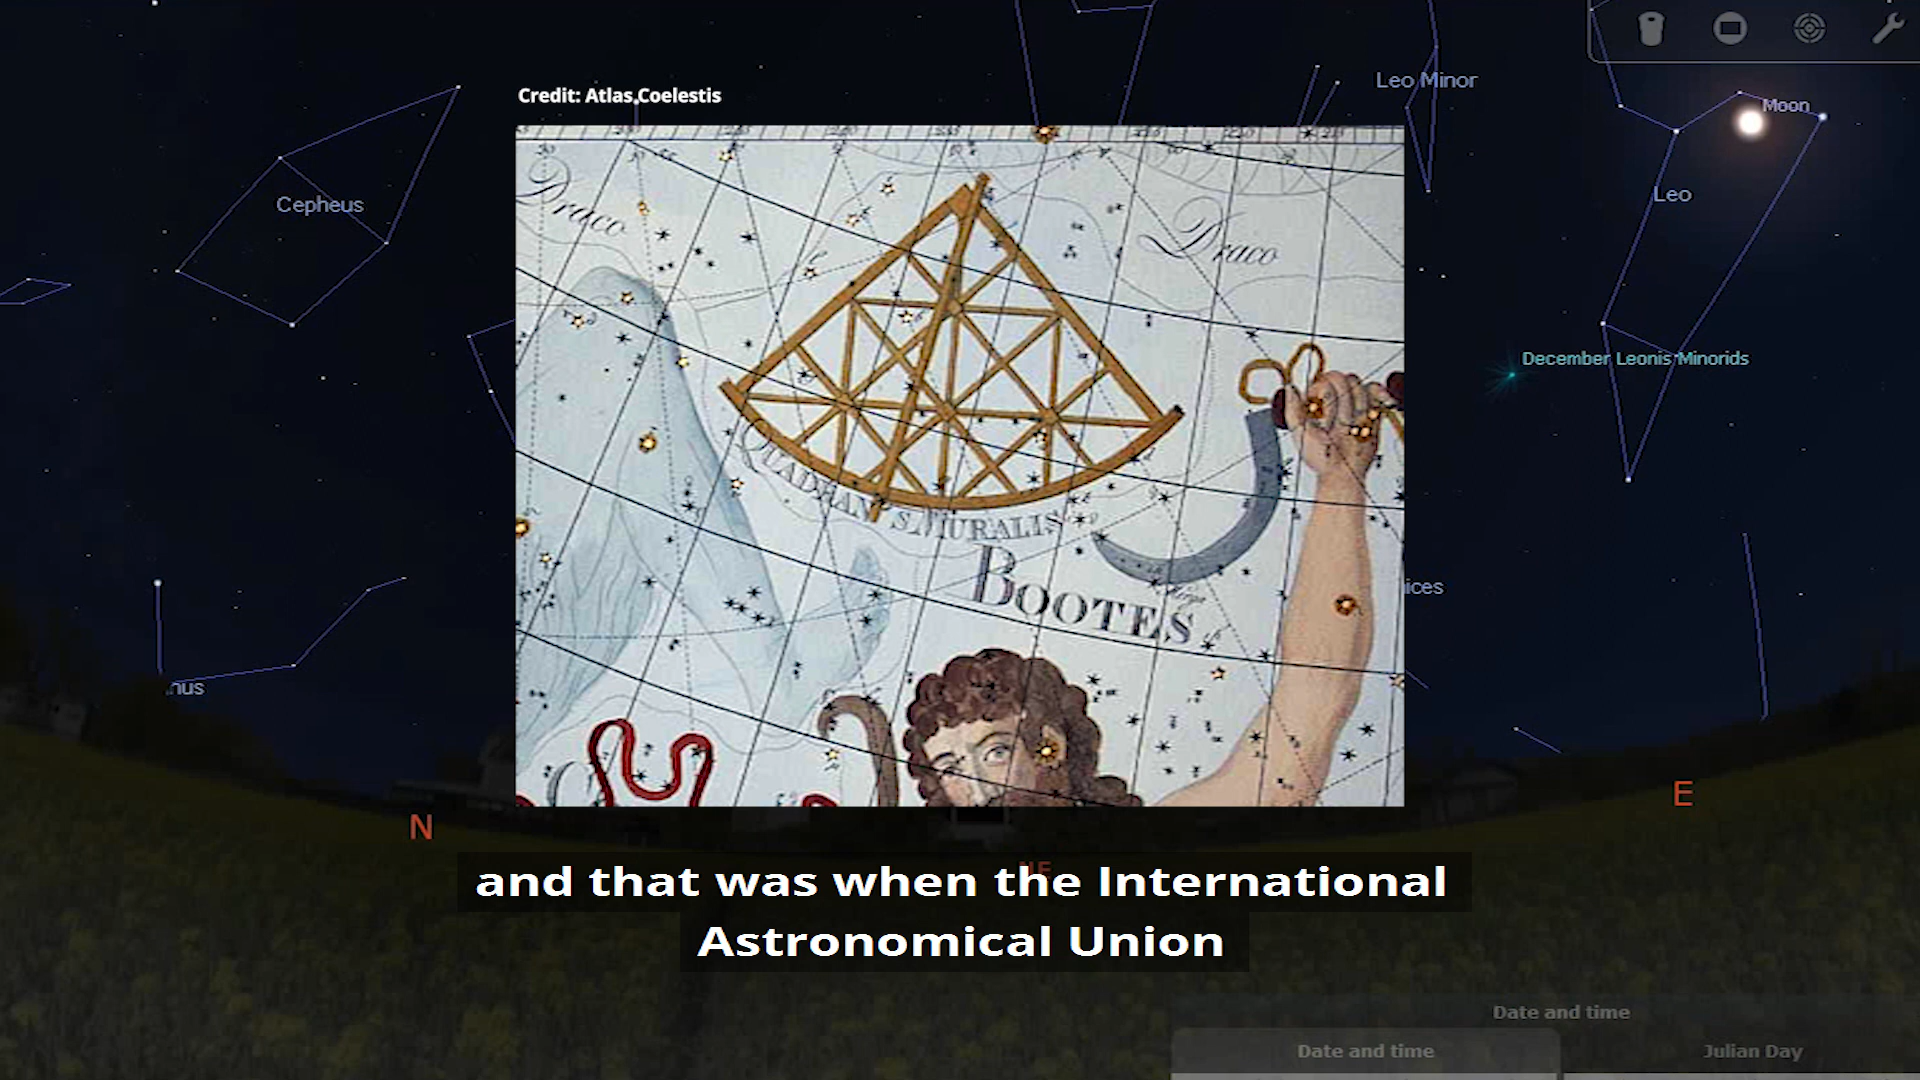 Leo Minor
Credit: Atlas Coelestis
Moon
Cepheus
Draco
Draco
Leo
December Leonis Minorids
QUADRANS MURALIS
BOOTES
ices
nus
E
N
NE
and that was when the International
Astronomical Union
Date and time
Date and time
Julian Day